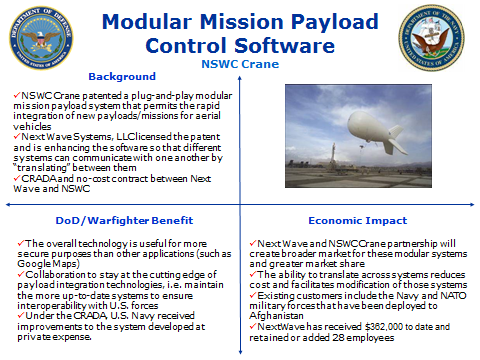 Modular Mission Payload
Control Software
NSWC Crane
Background
✓NSWC Crane patented a plug-and-play modular
mission payload system that permits the rapid
integration of new payloads/missions for aerial
vehicles
✓Next Wave Systems, LLC licensed the patent
and is enhancing the software so that different
systems can communicate with one another by
"translating" between them
✓CRADA and no-cost contract between Next
Wave and NSWC
DoD/Warfighter Benefit
✓The overall technology is useful for more
secure purposes than other applications (such as
Google Maps)
✓Collaboration to stay at the cutting edge of
payload integration technologies, i.e. maintain
the more up-to-date systems to ensure
interoperability with U.S. forces
✓Under the CRADA, U.S. Navy received
improvements to the system developed at
private expense.
Economic Impact
✓Next Wave and NSWC Crane partnership will
create broader market for these modular systems
and greater market share
✓The ability to translate across systems reduces
cost and facilitates modification of those systems
✓Existing customers include the Navy and NATO
military forces that have been deployed to
Afghanistan
✓NextWave has received $362,000 to date and
retained or added 28 employees